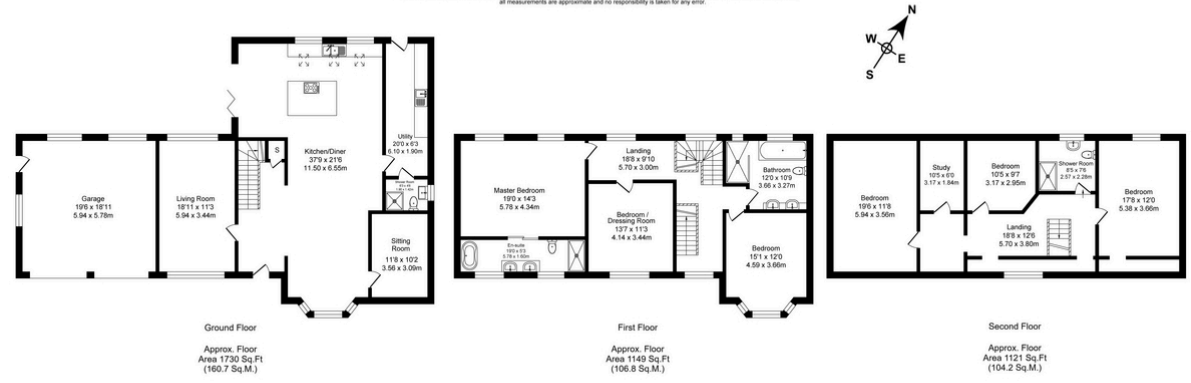 all measurements are approximate and no responsibility is taken for any error.
N
W
E
S
Garage
19'6 x 18'11
5.94 x 5.78m
Living Room
18'11 x 11'3
5.94 x 3.44m
S
Kitchen/Diner
37'9 x 21'6
11.50 x 6.55m
Utility
20'0 x 6'3
6.10 x 1.90m
Shower Room
Sitting
Room
11'8 x 10'2
3.56 x 3.09m
Ground Floor
Approx. Floor
Area 1730 Sq.Ft
(160.7 Sq.M.)
Master Bedroom
19'0 x 14'3
5.78 x 4.34m
En-suite
5.78 x 1.60m
Landing
18'8 x 9'10
5.70 x 3.00m
Bedroom /
Dressing Room
13'7 x 11'3
4.14 x 3.44m
Bathroom
12'0 x 10'9
3.66 x 3.27m
Bedroom
15'1 x 12'0
4.59 x 3.66m
First Floor
Approx. Floor
Area 1149 Sq.Ft
(106.8 Sq.M.)
Bedroom
19'6 x 11'8
5.94 x 3.56m
Study
10'5 x 6'0
3.17 x 1.84m
Bedroom
10'5 x 9'7
3.17 x 2.95m
Shower Room
8'5 x 7'6
2.57 x 2.28m
Landing
18'8 x 12'6
5.70 x 3.80m
Bedroom
17'8 x 12'0
5.38 x 3.66m
Second Floor
Approx. Floor
Area 1121 Sq.Ft
(104.2 Sq.M.)